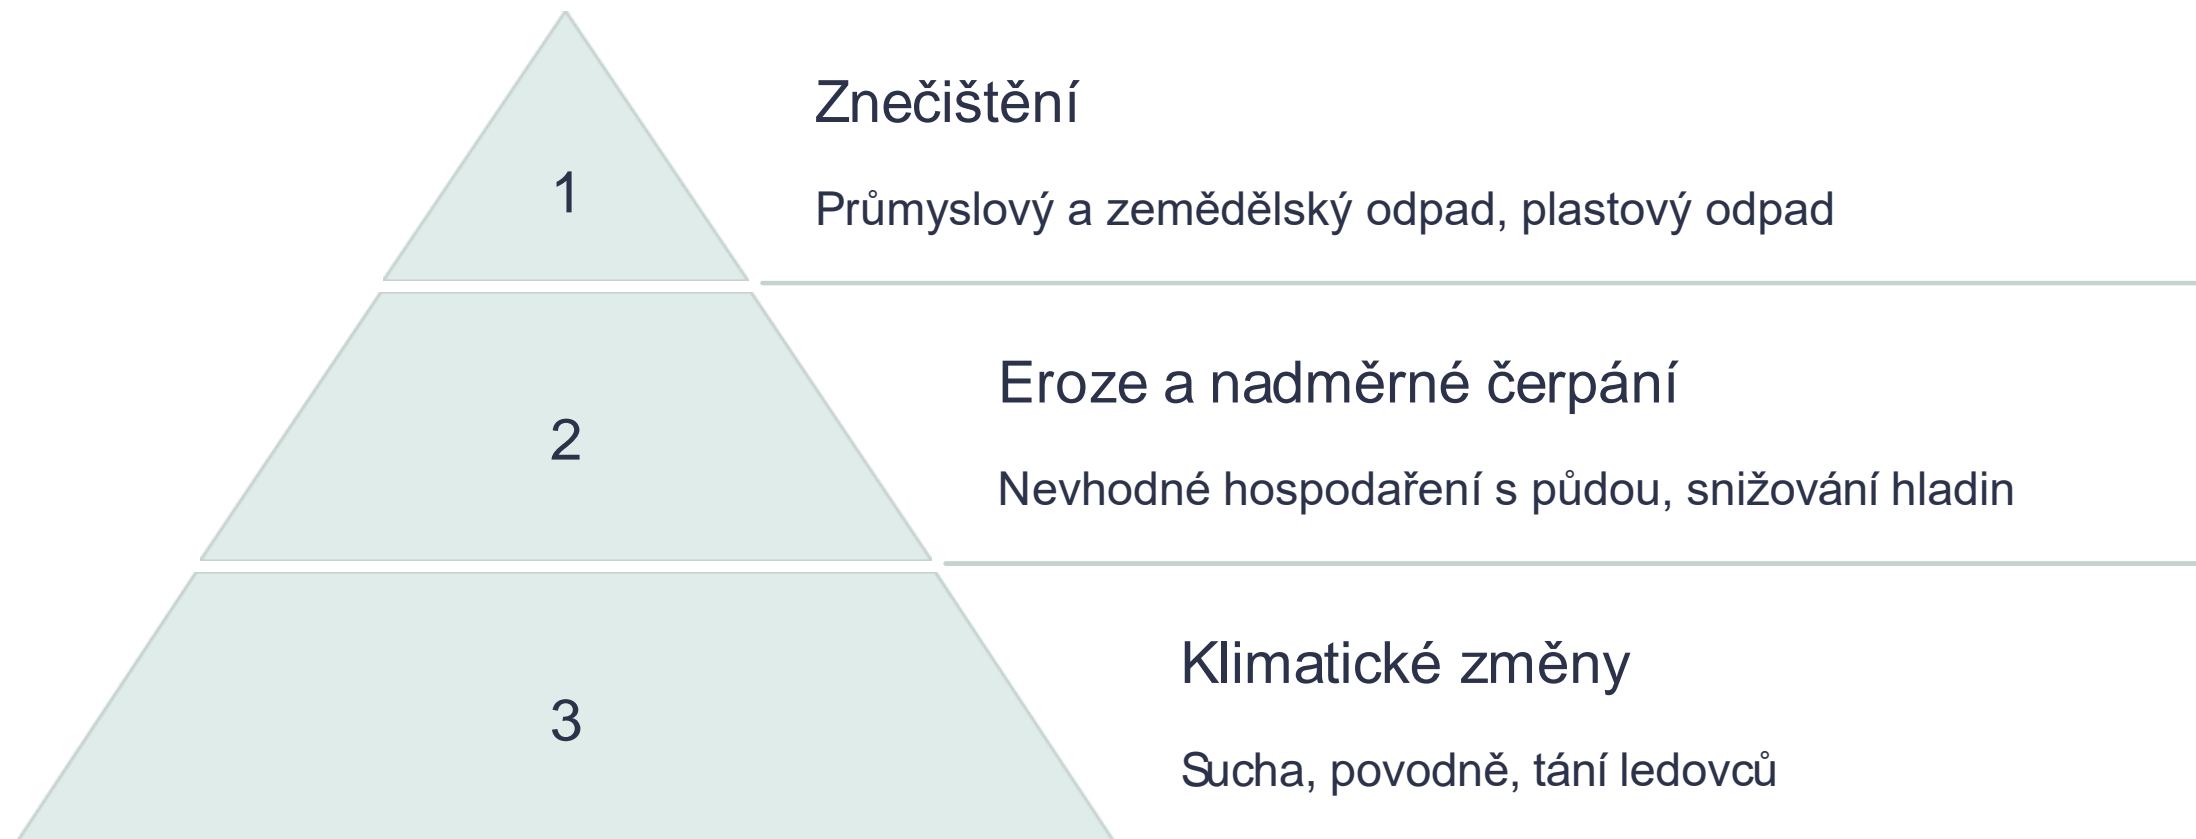 1
Znečištění
Průmyslový a zemědělský odpad, plastový odpad
2
Eroze a nadměrné čerpání
Nevhodné hospodaření s půdou, snižování hladin
3
Klimatické změny
Sucha, povodně, tání ledovců